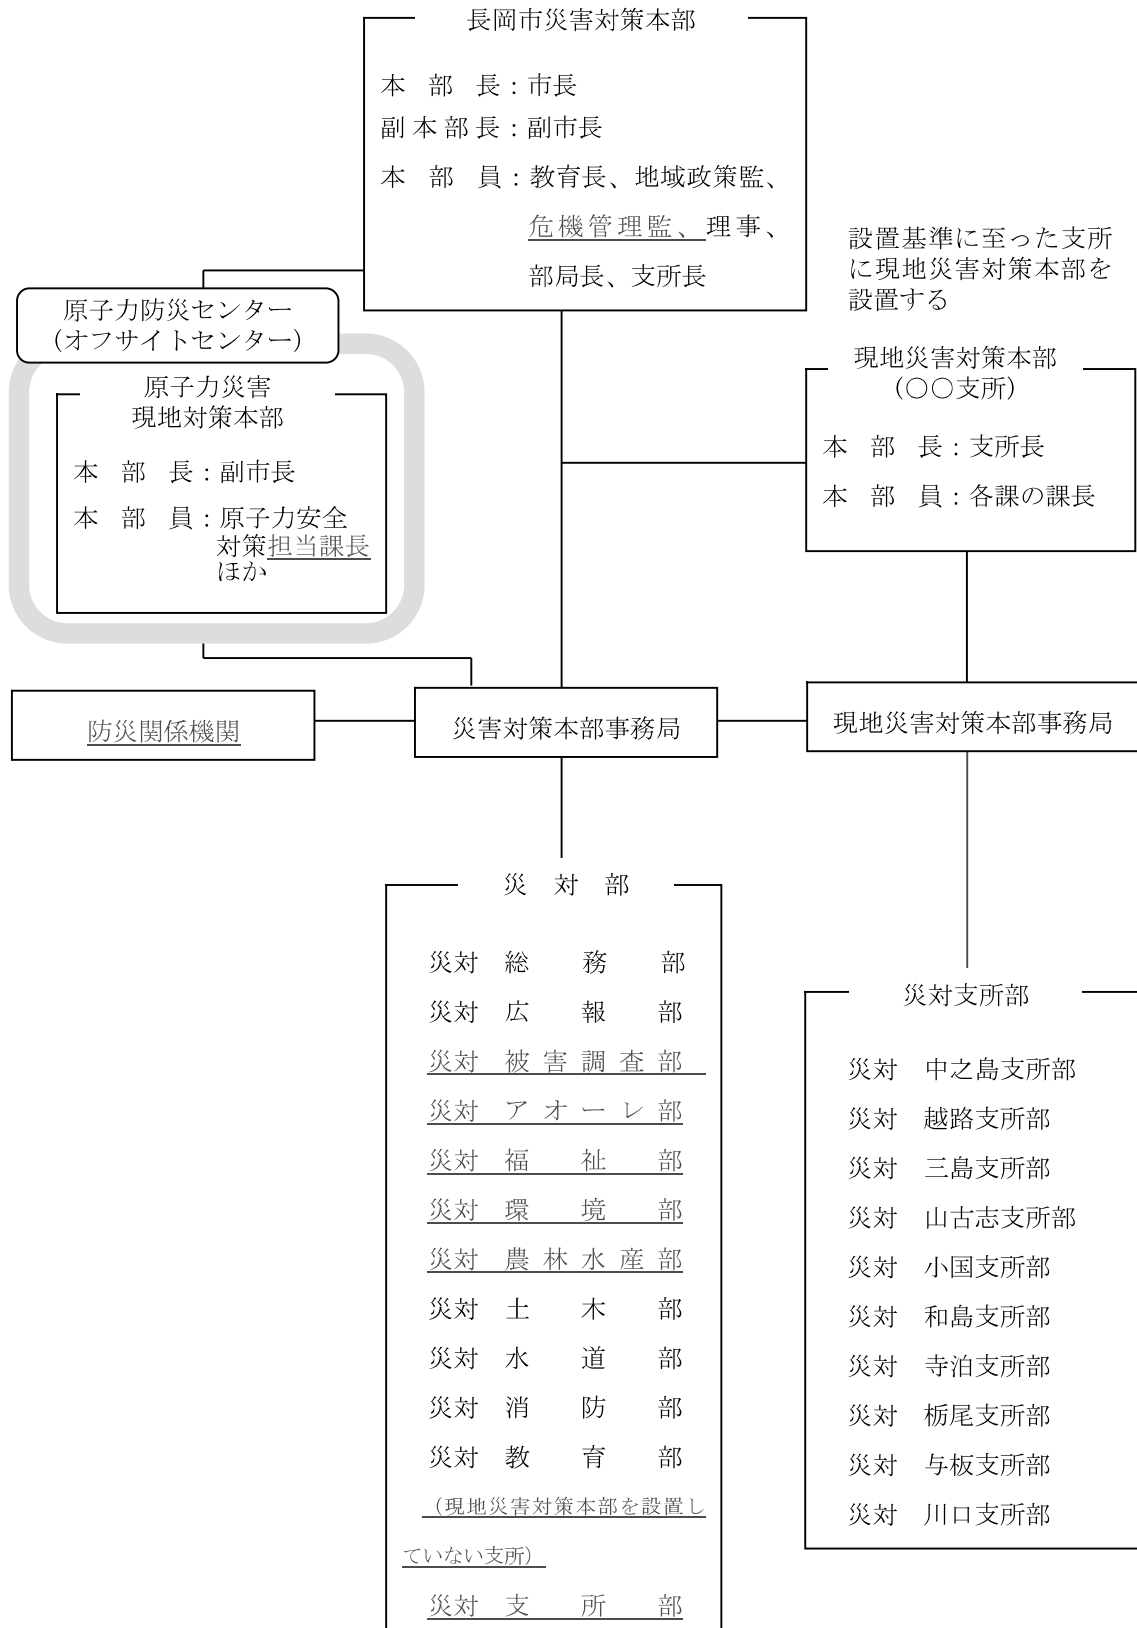 長岡市災害対策本部
本　部　長：市長
副本部長：副市長
本　部　員：教育長、地域政策監、
危機管理監、理事、
部局長、支所長
設置基準に至った支所
に現地災害対策本部を
設置する
原子力防災センター
（オフサイトセンター）
原子力災害
現地対策本部
本　部　長：副市長
本　部　員：原子力安全
対策担当課長
ほか
現地災害対策本部
（○○支所）
本　部　長：支所長
本　部　員：各課の課長
防災関係機関
災害対策本部事務局
現地災害対策本部事務局
災　対　部
災対　総　務　部
災対　広　報　部
災対　被害調査部
災対　アオーレ部
災対　福　祉　部
災対　環　境　部
災対　農林水産部
災対　土　木　部
災対　水　道　部
災対　消　防　部
災対　教　育　部
（現地災害対策本部を設置し
ていない支所）
災対　支　所　部
災対支所部
災対　中之島支所部
災対　越路支所部
災対　三島支所部
災対　山古志支所部
災対　小国支所部
災対　和島支所部
災対　寺泊支所部
災対　栃尾支所部
災対　与板支所部
災対　川口支所部